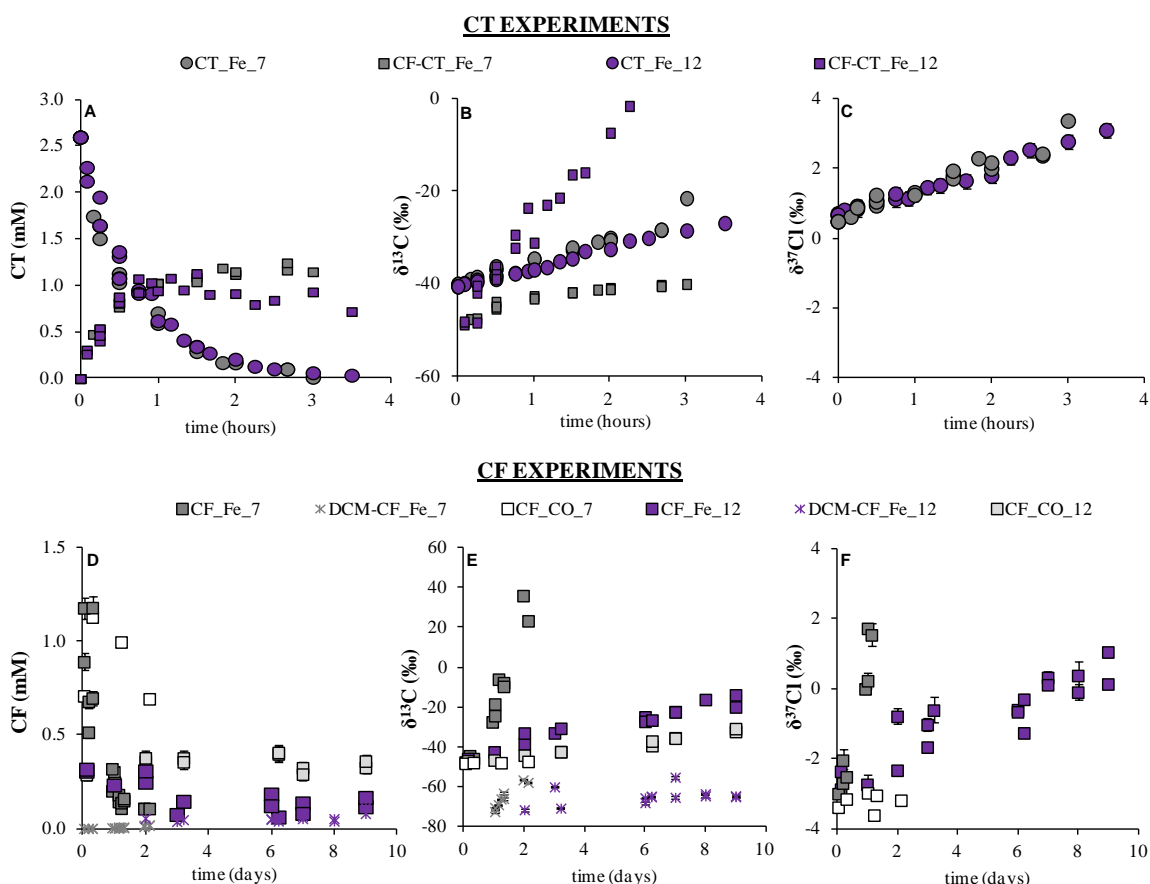 CT EXPERIMENTS
CT_Fe_7 CF-CT_Fe_7 CT_Fe_12 CF-CT_Fe_12
A
CT (mM)
3.0
2.5
2.0
1.5
1.0
0.5
0.0
0 1 2 3 4
time (hours)
B
δ13C (‰)
0
-20
-40
-60
0 1 2 3 4
time (hours)
C
δ37Cl (‰)
4
2
0
-2
-4
0 1 2 3 4
time (hours)
CF EXPERIMENTS
CF_Fe_7 DCM-CF_Fe_7 CF_CO_7 CF_Fe_12 DCM-CF_Fe_12 CF_CO_12
D
CF (mM)
1.5
1.0
0.5
0.0
0 2 4 6 8 10
time (days)
E
δ13C (‰)
60
40
20
0
-20
-40
-60
-80
0 2 4 6 8 10
time (days)
F
δ37Cl (‰)
4
2
0
-2
-4
0 2 4 6 8 10
time (days)